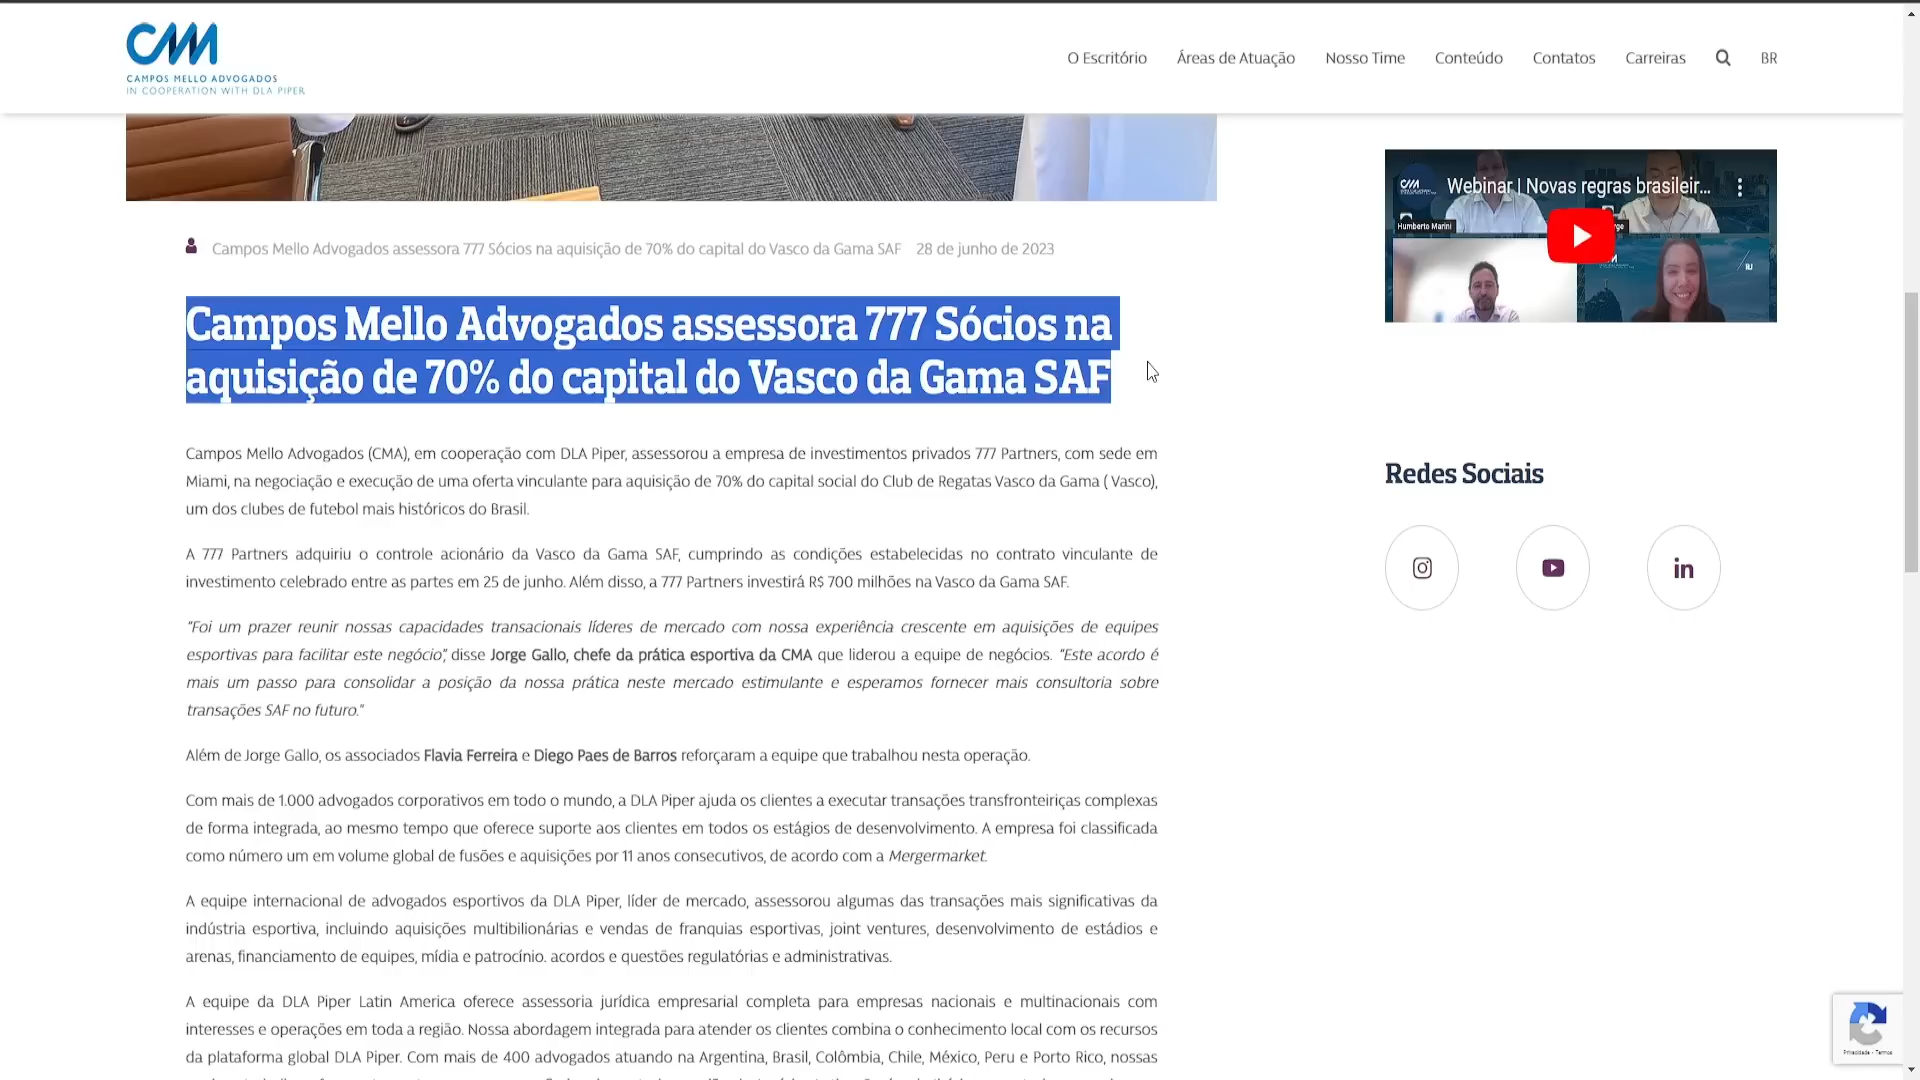 CMA
CAMPOS MELLO ADVOGADOS
IN COOPERATION WITH DLA PIPER
O Escritório
Áreas de Atuação
Nosso Time
Conteúdo
Contatos
Carreiras
BR
Campos Mello Advogados assessora 777 Sócios na aquisição de 70% do capital do Vasco da Gama SAF 28 de junho de 2023
Campos Mello Advogados assessora 777 Sócios na
aquisição de 70% do capital do Vasco da Gama SAF
Campos Mello Advogados (CMA), em cooperação com DLA Piper, assessorou a empresa de investimentos privados 777 Partners, com sede em
Miami, na negociação e execução de uma oferta vinculante para aquisição de 70% do capital social do Club de Regatas Vasco da Gama ( Vasco),
um dos clubes de futebol mais históricos do Brasil.
A 777 Partners adquiriu o controle acionário da Vasco da Gama SAF, cumprindo as condições estabelecidas no contrato vinculante de
investimento celebrado entre as partes em 25 de junho. Além disso, a 777 Partners investirá R$ 700 milhões na Vasco da Gama SAF.
“Foi um prazer reunir nossas capacidades transacionais líderes de mercado com nossa experiência crescente em aquisições de equipes
esportivas para facilitar este negócio”, disse Jorge Gallo, chefe da prática esportiva da CMA que liderou a equipe de negócios. “Este acordo é
mais um passo para consolidar a posição da nossa prática neste mercado estimulante e esperamos fornecer mais consultoria sobre
transações SAF no futuro.”
Além de Jorge Gallo, os associados Flavia Ferreira e Diego Paes de Barros reforçaram a equipe que trabalhou nesta operação.
Com mais de 1.000 advogados corporativos em todo o mundo, a DLA Piper ajuda os clientes a executar transações transfronteiriças complexas
de forma integrada, ao mesmo tempo que oferece suporte aos clientes em todos os estágios de desenvolvimento. A empresa foi classificada
como número um em volume global de fusões e aquisições por 11 anos consecutivos, de acordo com a Mergermarket.
A equipe internacional de advogados esportivos da DLA Piper, líder de mercado, assessorou algumas das transações mais significativas da
indústria esportiva, incluindo aquisições multibilionárias e vendas de franquias esportivas, joint ventures, desenvolvimento de estádios e
arenas, financiamento de equipes, mídia e patrocínio. acordos e questões regulatórias e administrativas.
A equipe da DLA Piper Latin America oferece assessoria jurídica empresarial completa para empresas nacionais e multinacionais com
interesses e operações em toda a região. Nossa abordagem integrada para atender os clientes combina o conhecimento local com os recursos
da plataforma global DLA Piper. Com mais de 400 advogados atuando na Argentina, Brasil, Colômbia, Chile, México, Peru e Porto Rico, nossas
Webinar | Novas regras brasileir...
Humberto Marini
Redes Sociais
Privacidade - Termos